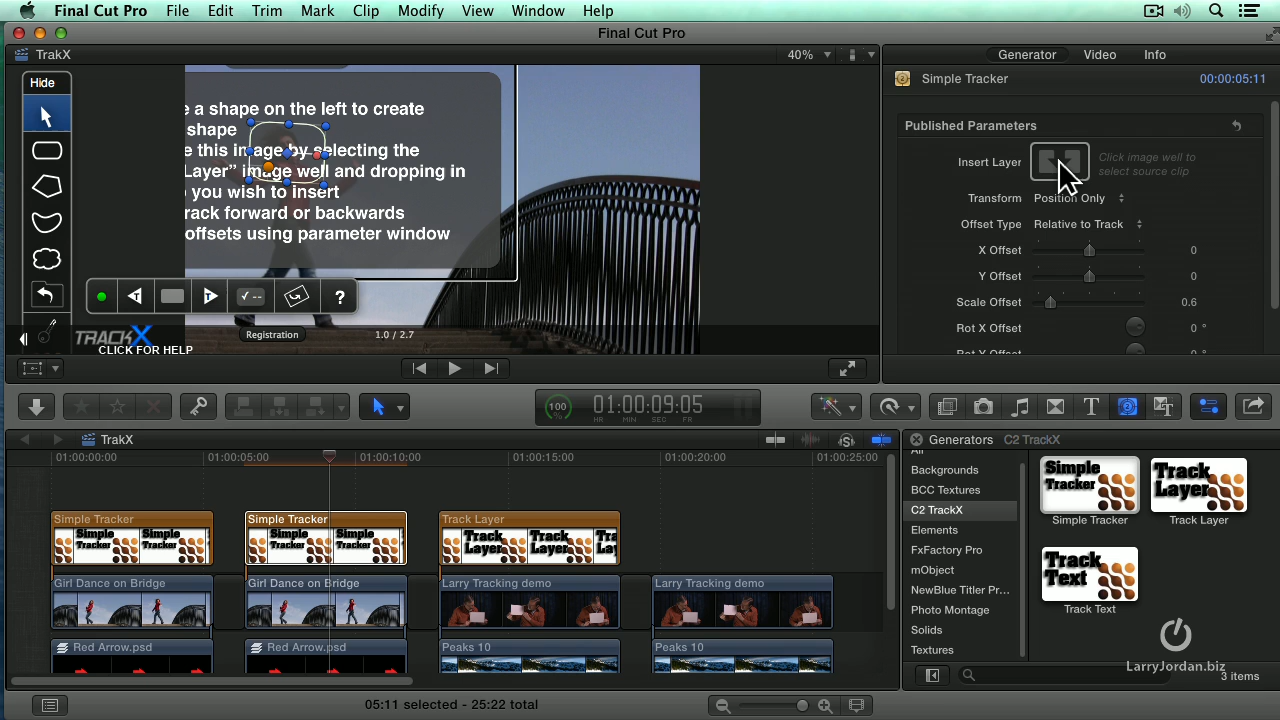 Final Cut Pro File Edit Trim Mark Clip Modify View Window Help
Final Cut Pro
TrakX
40%
Generator Video Info
Simple Tracker
00:00:05:11
Hide
e a shape on the left to create
shape
e this image by selecting the
Layer” image well and dropping in
you wish to insert
rack forward or backwards
offsets using parameter window
T
T
✓ --
?
TRACKX
CLICK FOR HELP
Registration
1.0 / 2.7
Published Parameters
Insert Layer
Click image well to
select source clip
Transform Position Only
Offset Type Relative to Track
X Offset 0
Y Offset 0
Scale Offset 0.6
Rot X Offset 0 °
Rot Y Offset 0 °
100
%
01:00:09:05
HR MIN SEC FR
T
TrakX
01:00:00:00 01:00:05:00 01:00:10:00 01:00:15:00 01:00:20:00 01:00:25:00
Simple Tracker
Simple Tracker
Simple Tracker
Simple Tracker
Simple Tracker
Simple Tracker
Track Layer
Track Layer
Track Layer
Tra La
Girl Dance on Bridge
Girl Dance on Bridge
Larry Tracking demo
Larry Tracking demo
Red Arrow.psd
Red Arrow.psd
Peaks 10
Peaks 10
Generators C2 TrackX
All
Backgrounds
BCC Textures
C2 TrackX
Elements
FxFactory Pro
mObject
NewBlue Titler Pr...
Photo Montage
Solids
Textures
Simple Tracker
Simple Tracker
Track Layer
Track Layer
Track Text
Track Text
LarryJordan.biz
3 items
05:11 selected - 25:22 total